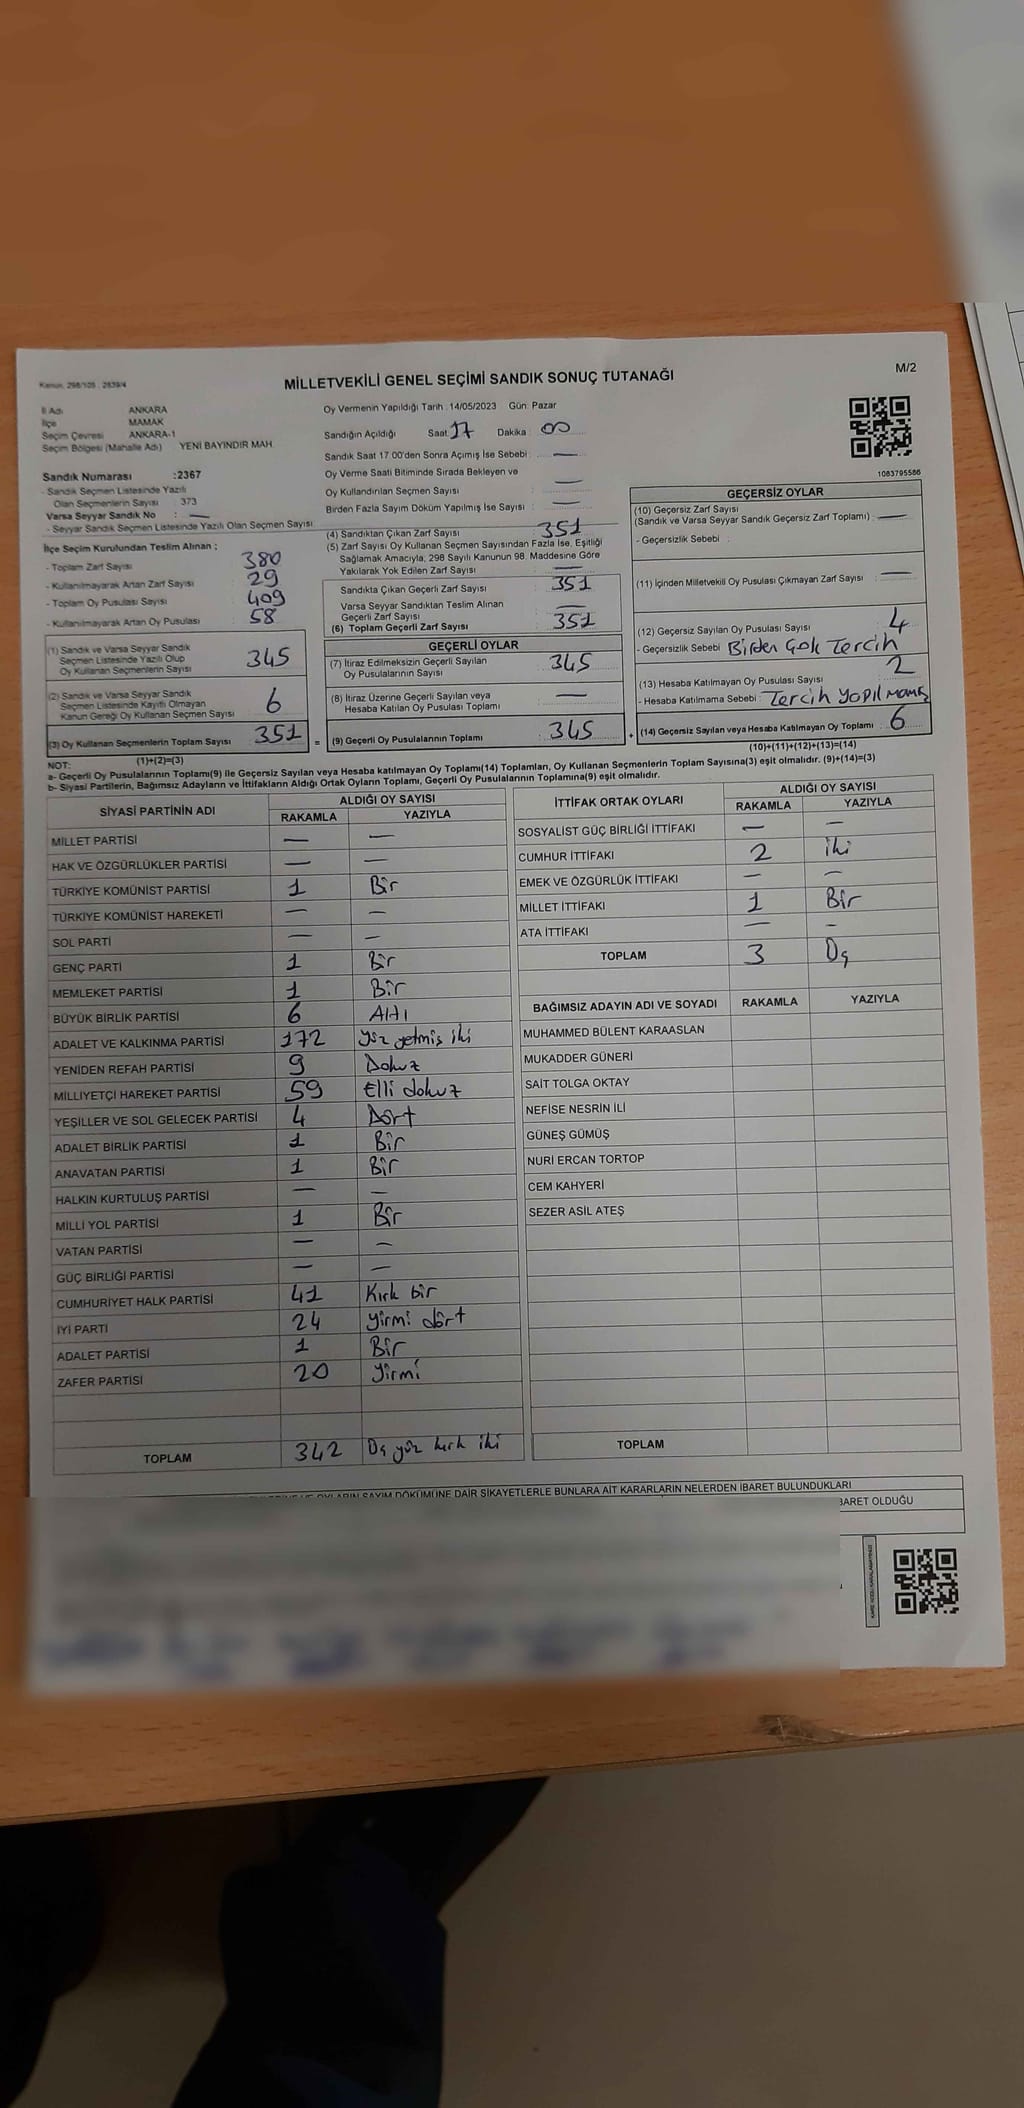 Kanun, 298/105 , 2839/4
MİLLETVEKİLİ GENEL SEÇİMİ SANDIK SONUÇ TUTANAĞI
M/2
İl Adı ANKARA
İlçe MAMAK
Seçim Çevresi ANKARA-1
Seçim Bölgesi (Mahalle Adı) YENİ BAYINDIR MAH.
Sandık Numarası :2367
- Sandık Seçmen Listesinde Yazılı
Olan Seçmenlerin Sayısı : 373
Varsa Seyyar Sandık No : —
- Seyyar Sandık Seçmen Listesinde Yazılı Olan Seçmen Sayısı
İlçe Seçim Kurulundan Teslim Alınan ;
- Toplam Zarf Sayısı : 380
- Kullanılmayarak Artan Zarf Sayısı : 29
- Toplam Oy Pusulası Sayısı : 409
- Kullanılmayarak Artan Oy Pusulası : 58
(1) Sandık ve Varsa Seyyar Sandık
Seçmen Listesinde Yazılı Olup
Oy Kullanan Seçmenlerin Sayısı 345
(2) Sandık ve Varsa Seyyar Sandık
Seçmen Listesinde Kayıtlı Olmayan
Kanun Gereği Oy Kullanan Seçmen Sayısı 6
(3) Oy Kullanan Seçmenlerin Toplam Sayısı 351
(1)+(2)=(3)
Oy Vermenin Yapıldığı Tarih :14/05/2023 Gün: Pazar
Sandığın Açıldığı Saat 17 Dakika 00
Sandık Saat 17:00'den Sonra Açımış İse Sebebi : —
Oy Verme Saati Bitiminde Sırada Bekleyen ve
Oy Kullandırılan Seçmen Sayısı : —
Birden Fazla Sayım Döküm Yapılmış İse Sayısı : —
(4) Sandıktan Çıkan Zarf Sayısı : 351
(5) Zarf Sayısı Oy Kullanan Seçmen Sayısından Fazla İse, Eşitliği
Sağlamak Amacıyla, 298 Sayılı Kanunun 98. Maddesine Göre
Yakılarak Yok Edilen Zarf Sayısı : —
Sandıkta Çıkan Geçerli Zarf Sayısı : 351
Varsa Seyyar Sandıktan Teslim Alınan
Geçerli Zarf Sayısı : —
(6) Toplam Geçerli Zarf Sayısı : 351
GEÇERLİ OYLAR
(7) İtiraz Edilmeksizin Geçerli Sayılan
Oy Pusulalarının Sayısı : 345
(8) İtiraz Üzerine Geçerli Sayılan veya
Hesaba Katılan Oy Pusulası Toplamı : —
= (9) Geçerli Oy Pusulalarının Toplamı : 345
1083795586
GEÇERSİZ OYLAR
(10) Geçersiz Zarf Sayısı
(Sandık ve Varsa Seyyar Sandık Geçersiz Zarf Toplamı) : —
- Geçersizlik Sebebi :
(11) İçinden Milletvekili Oy Pusulası Çıkmayan Zarf Sayısı : —
(12) Geçersiz Sayılan Oy Pusulası Sayısı : 4
- Geçersizlik Sebebi : Birden Çok Tercih
(13) Hesaba Katılmayan Oy Pusulası Sayısı : 2
- Hesaba Katılmama Sebebi : Tercih yapılmamış
+ (14) Geçersiz Sayılan veya Hesaba Katılmayan Oy Toplamı : 6
(10)+(11)+(12)+(13)=(14)
NOT:
a- Geçerli Oy Pusulalarının Toplamı(9) ile Geçersiz Sayılan veya Hesaba katılmayan Oy Toplamı(14) Toplamları, Oy Kullanan Seçmenlerin Toplam Sayısına(3) eşit olmalıdır. (9)+(14)=(3)
b- Siyasi Partilerin, Bağımsız Adayların ve İttifakların Aldığı Ortak Oyların Toplamı, Geçerli Oy Pusulalarının Toplamına(9) eşit olmalıdır.
SİYASİ PARTİNİN ADI ALDIĞI OY SAYISI
RAKAMLA YAZIYLA
MİLLET PARTİSİ — —
HAK VE ÖZGÜRLÜKLER PARTİSİ — —
TÜRKİYE KOMÜNİST PARTİSİ 1 Bir
TÜRKİYE KOMÜNİST HAREKETİ — —
SOL PARTİ — —
GENÇ PARTİ 1 Bir
MEMLEKET PARTİSİ 1 Bir
BÜYÜK BİRLİK PARTİSİ 6 Altı
ADALET VE KALKINMA PARTİSİ 172 Yüz yetmiş iki
YENİDEN REFAH PARTİSİ 9 Dokuz
MİLLİYETÇİ HAREKET PARTİSİ 59 Elli dokuz
YEŞİLLER VE SOL GELECEK PARTİSİ 4 Dört
ADALET BİRLİK PARTİSİ 1 Bir
ANAVATAN PARTİSİ 1 Bir
HALKIN KURTULUŞ PARTİSİ — —
MİLLİ YOL PARTİSİ 1 Bir
VATAN PARTİSİ — —
GÜÇ BİRLİĞİ PARTİSİ — —
CUMHURİYET HALK PARTİSİ 41 Kırk bir
İYİ PARTİ 24 yirmi dört
ADALET PARTİSİ 1 Bir
ZAFER PARTİSİ 20 yirmi
TOPLAM 342 Üç yüz kırk iki
İTTİFAK ORTAK OYLARI ALDIĞI OY SAYISI
RAKAMLA YAZIYLA
SOSYALİST GÜÇ BİRLİĞİ İTTİFAKI — —
CUMHUR İTTİFAKI 2 iki
EMEK VE ÖZGÜRLÜK İTTİFAKI — —
MİLLET İTTİFAKI 1 Bir
ATA İTTİFAKI — —
TOPLAM 3 Üç
BAĞIMSIZ ADAYIN ADI VE SOYADI RAKAMLA YAZIYLA
MUHAMMED BÜLENT KARAASLAN
MUKADDER GÜNERİ
SAİT TOLGA OKTAY
NEFİSE NESRİN İLİ
GÜNEŞ GÜMÜŞ
NURİ ERCAN TORTOP
CEM KAHYERİ
SEZER ASİL ATEŞ
TOPLAM
VE OYLARIN SAYIM DÖKÜMÜNE DAİR ŞİKAYETLERLE BUNLARA AİT KARARLARIN NELERDEN İBARET BULUNDUKLARI
BARET OLDUĞU